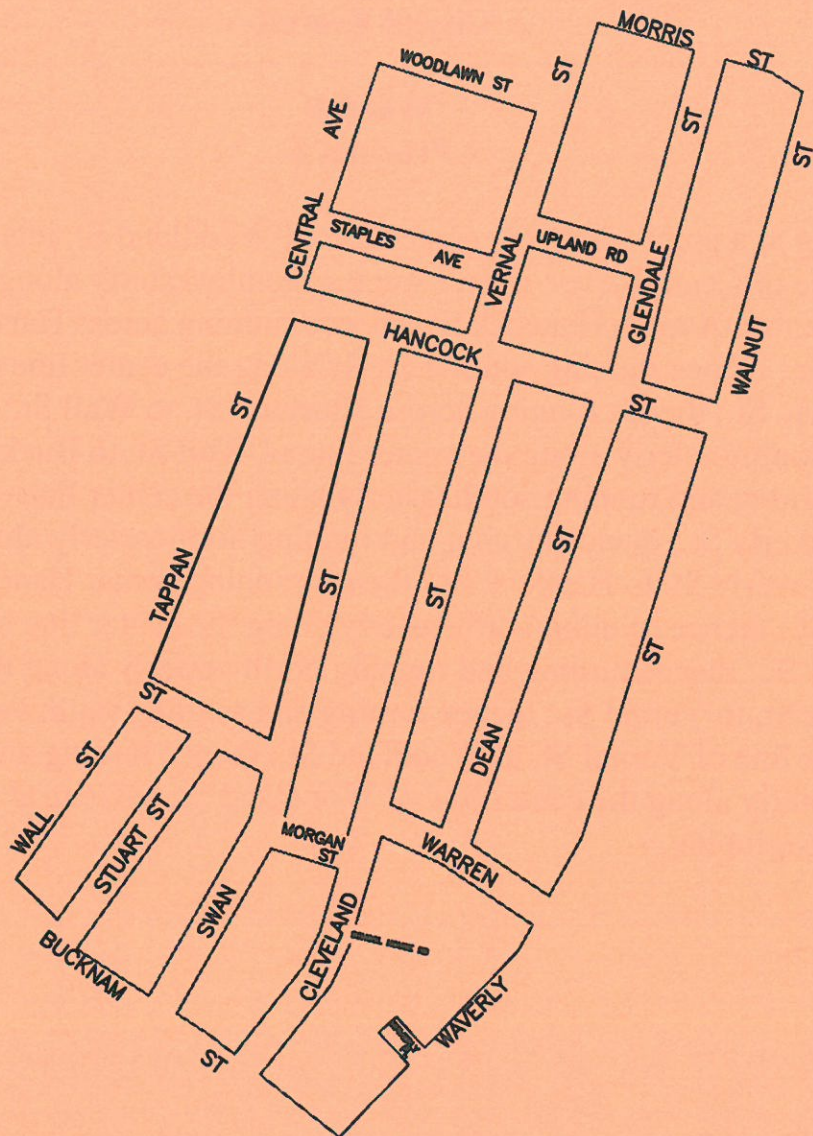 MORRIS
ST
WOODLAWN ST
ST
AVE
ST
ST
CENTRAL
STAPLES AVE
VERNAL
UPLAND RD
GLENDALE
HANCOCK
WALNUT
ST
ST
ST
TAPPAN
ST
ST
ST
ST
ST
DEAN
WALL
STUART ST
MORGAN
ST
WARREN
SWAN
CLEVELAND
BUCKNAM
WAVERLY
ST